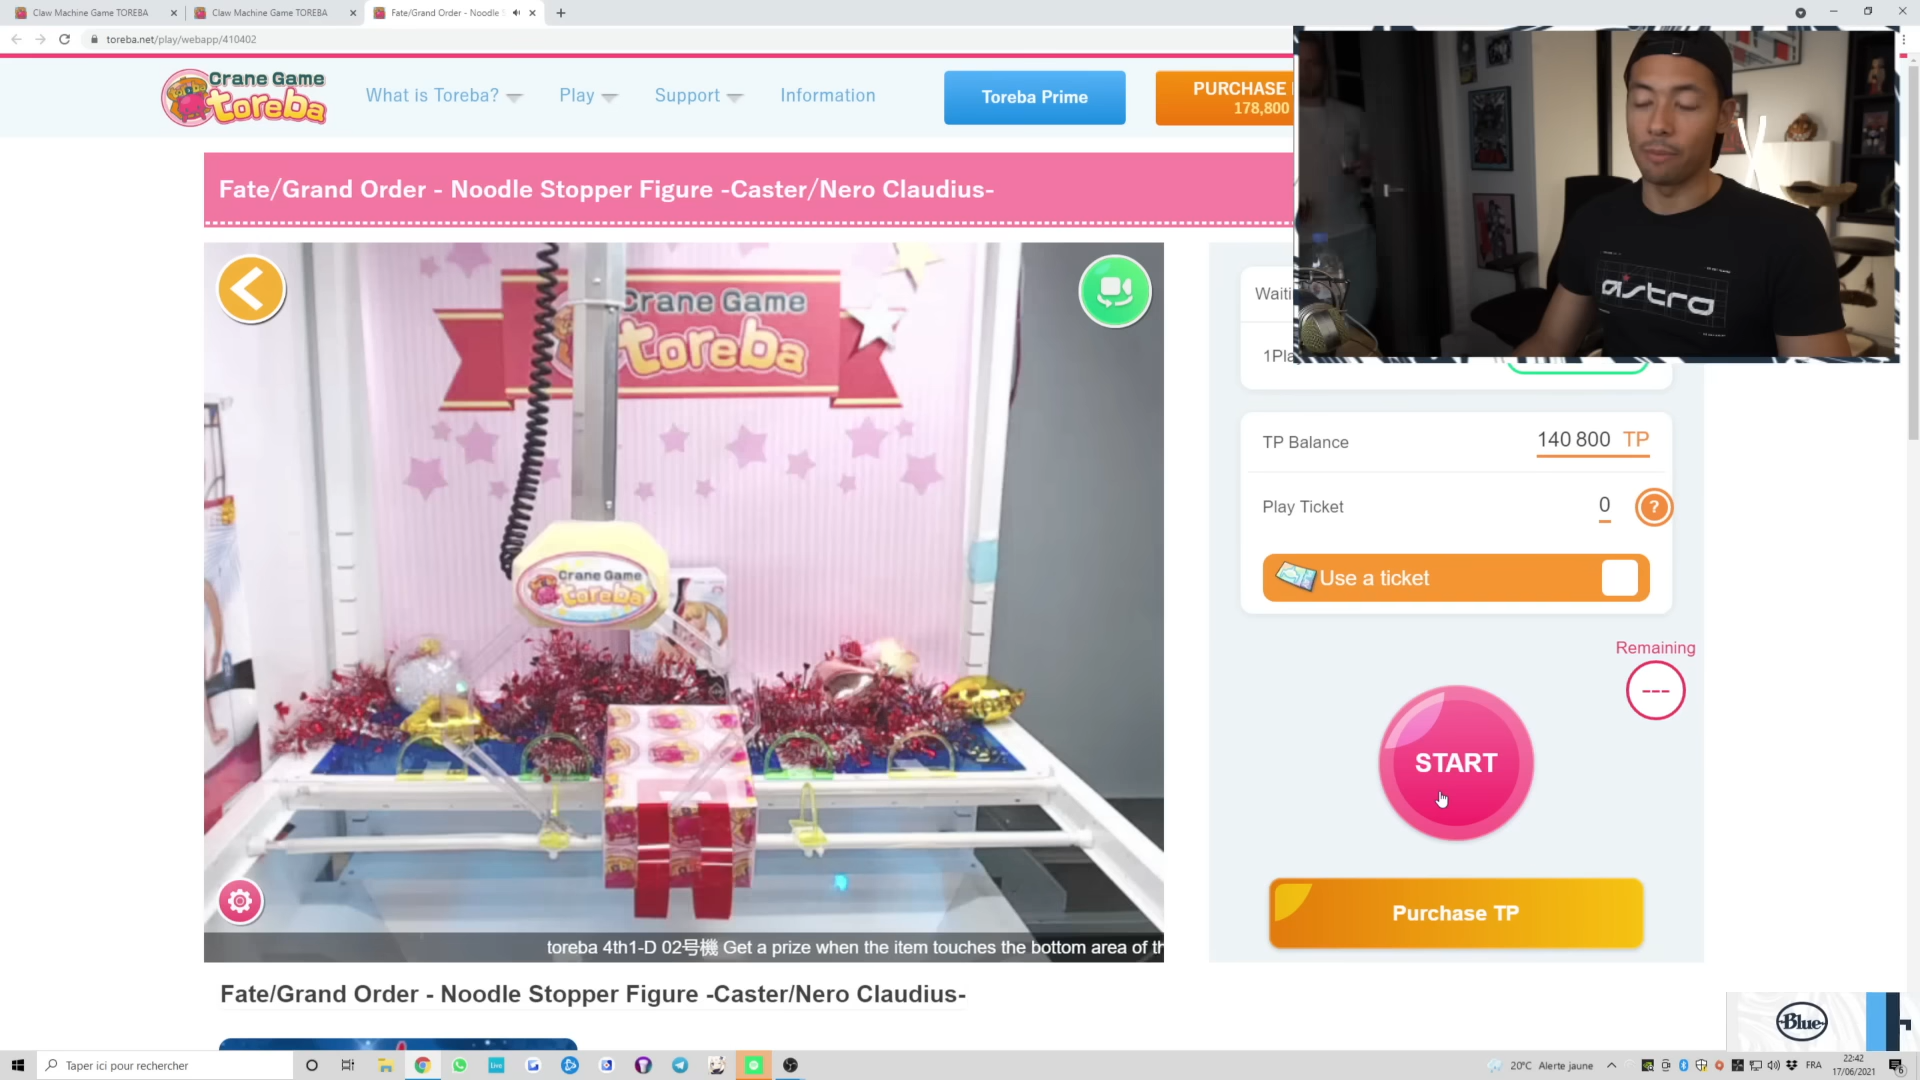 Claw Machine Game TOREBA
Claw Machine Game TOREBA
Fate/Grand Order - Noodle
toreba.net/play/webapp/410402
Crane Game
toreba
What is Toreba?
Play
Support
Information
Toreba Prime
PURCHASE
178,800
Fate/Grand Order - Noodle Stopper Figure -Caster/Nero Claudius-
Crane Game
toreba
Crane Game
toreba
toreba 4th1-D 02号機 Get a prize when the item touches the bottom area of th
Waiti
1Pla
TP Balance
140 800 TP
Play Ticket
0
?
Use a ticket
Remaining
---
START
Purchase TP
astro
Fate/Grand Order - Noodle Stopper Figure -Caster/Nero Claudius-
Blue
Taper ici pour rechercher
Live
20°C Alerte jaune
FRA
22:42
17/06/2021